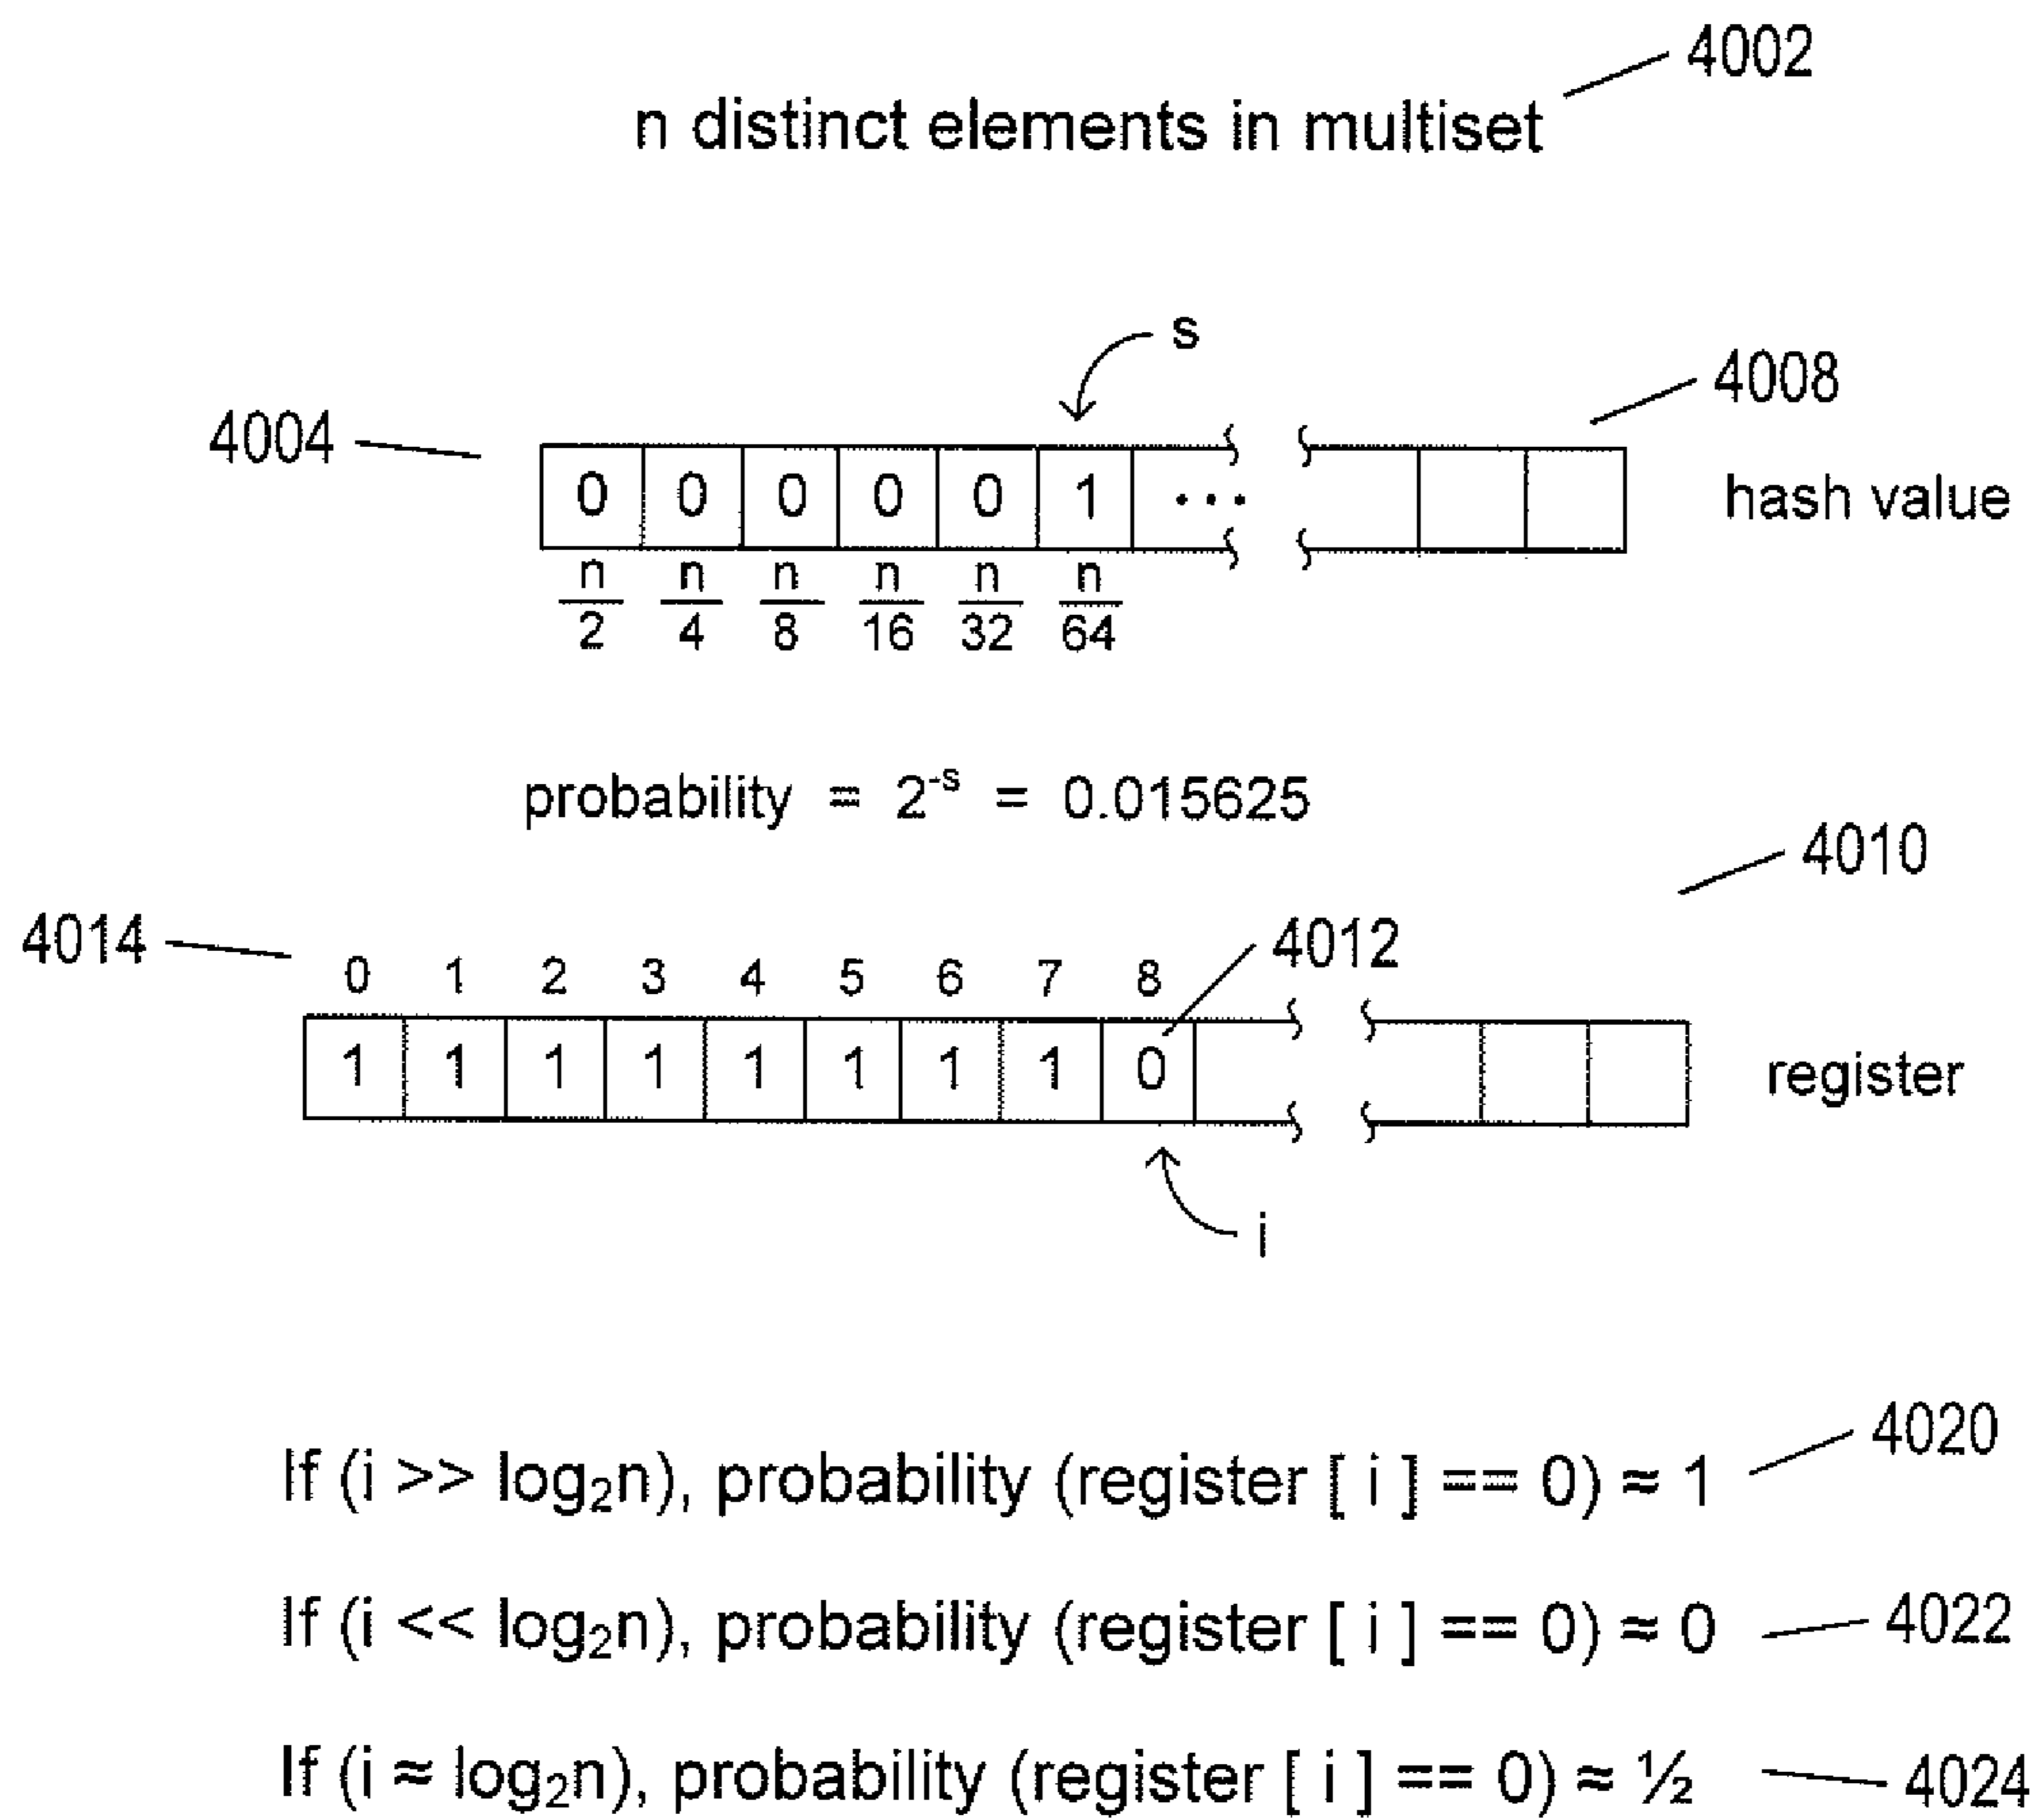 4002
n distinct elements in multiset
s
4008
4004
0 0 0 0 0 1 ... hash value
n/2 n/4 n/8 n/16 n/32 n/64
probability = 2^-s = 0.015625
4010
4014
4012
0 1 2 3 4 5 6 7 8
1 1 1 1 1 1 1 1 0 register
i
4020
If (i >> log₂n), probability (register [ i ] == 0) ≈ 1
If (i << log₂n), probability (register [ i ] == 0) ≈ 0 4022
If (i ≈ log₂n), probability (register [ i ] == 0) ≈ ½ 4024